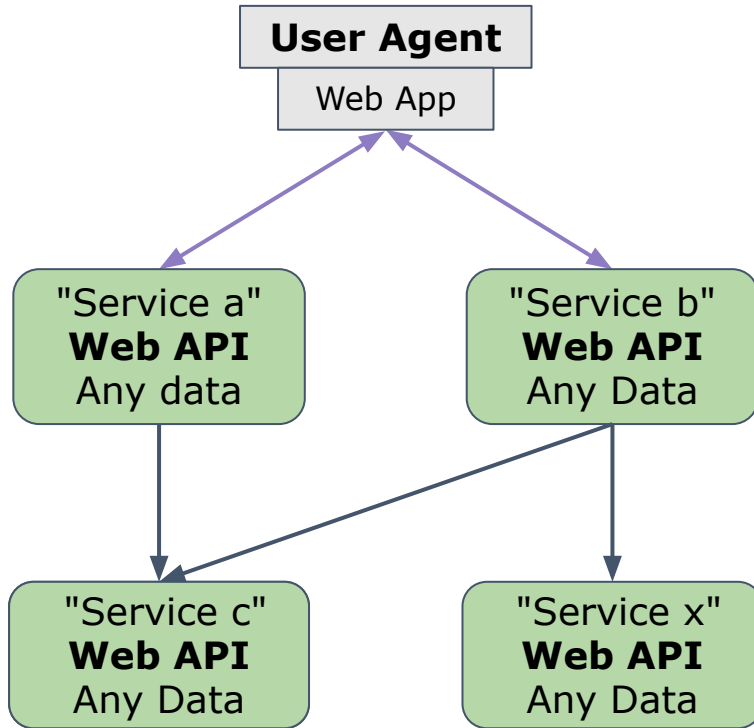 User Agent
Web App
"Service a"
Web API
Any data
"Service b"
Web API
Any Data
"Service c"
Web API
Any Data
"Service x"
Web API
Any Data